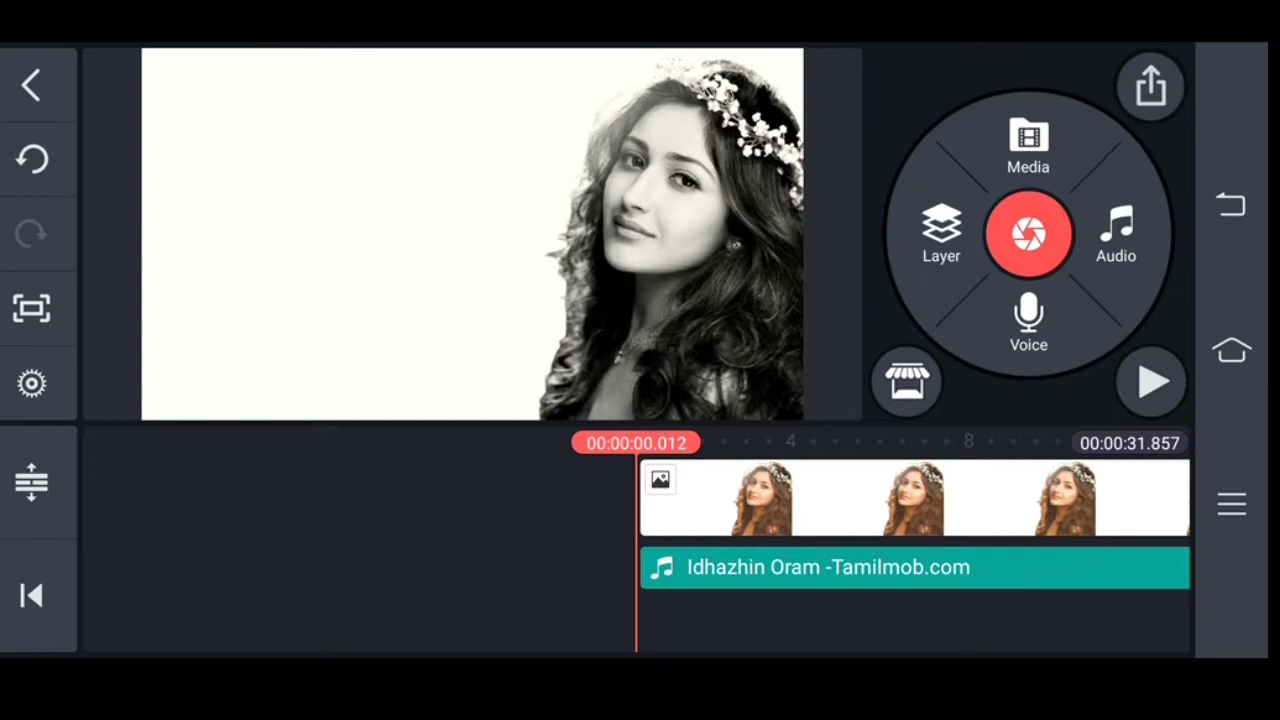 Media
Layer
Audio
Voice
00:00:00.012
4
8
00:00:31.857
Idhazhin Oram -Tamilmob.com